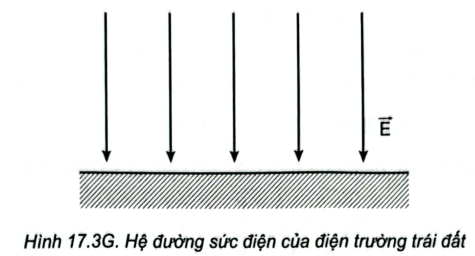 E
Hình 17.3G. Hệ đường sức điện của điện trường trái đất